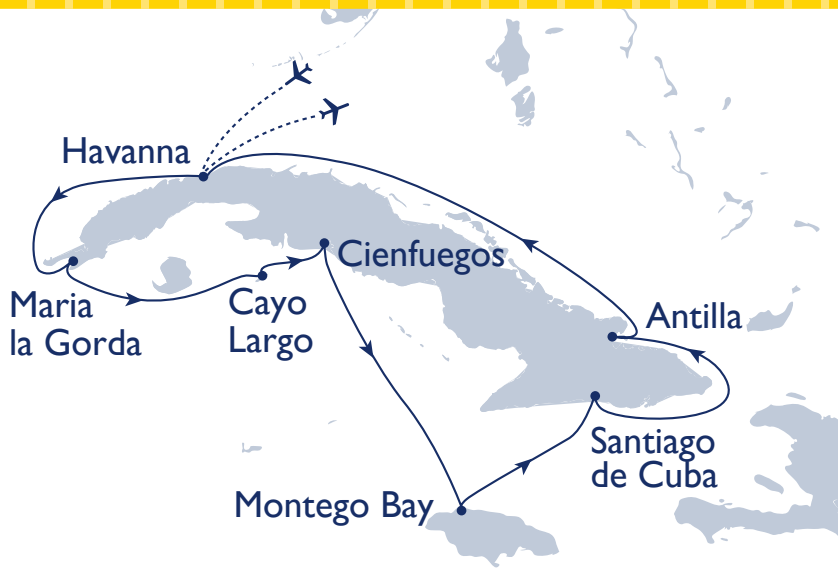 Havanna
Cienfuegos
Maria
la Gorda
Cayo
Largo
Antilla
Santiago
de Cuba
Montego Bay